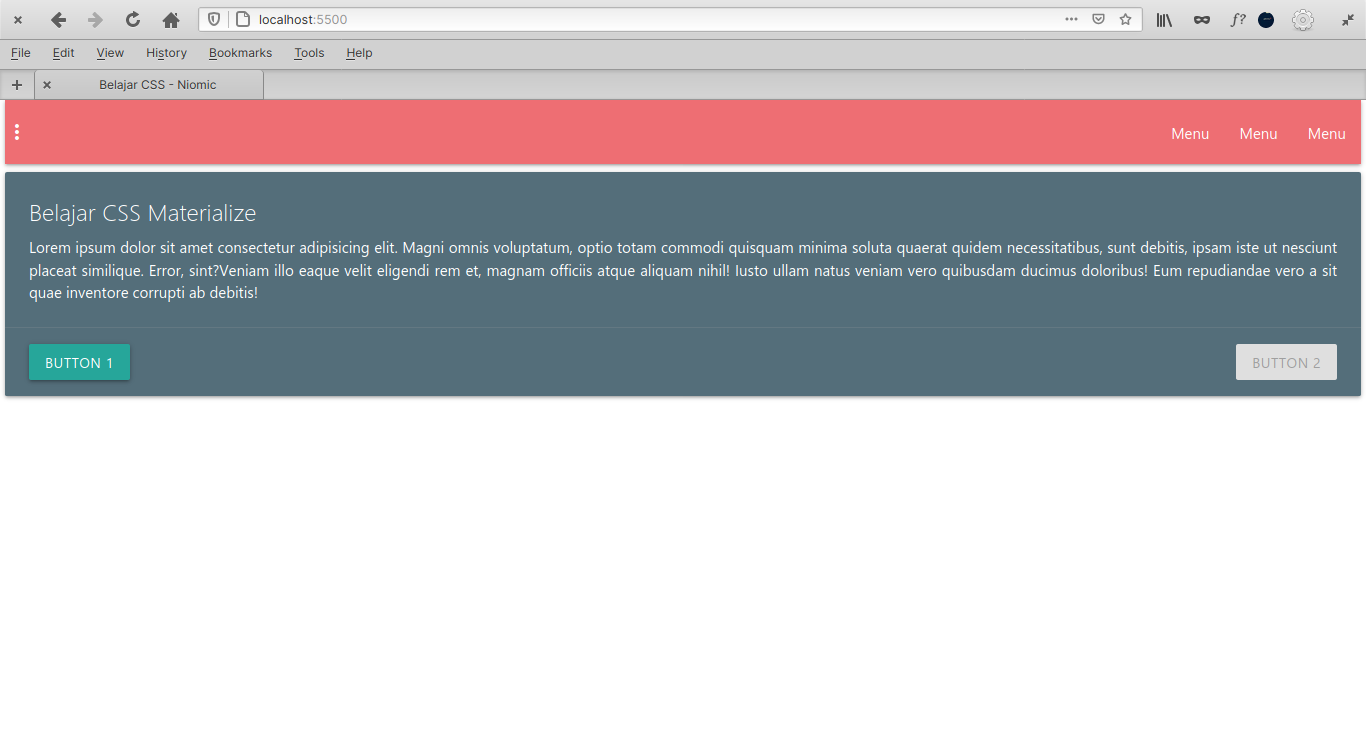 localhost:5500
f?
File Edit View History Bookmarks Tools Help
Belajar CSS - Niomic
Menu Menu Menu
Belajar CSS Materialize
Lorem ipsum dolor sit amet consectetur adipisicing elit. Magni omnis voluptatum, optio totam commodi quisquam minima soluta quaerat quidem necessitatibus, sunt debitis, ipsam iste ut nesciunt
placeat similique. Error, sint?Veniam illo eaque velit eligendi rem et, magnam officiis atque aliquam nihil! Iusto ullam natus veniam vero quibusdam ducimus doloribus! Eum repudiandae vero a sit
quae inventore corrupti ab debitis!
BUTTON 1 BUTTON 2